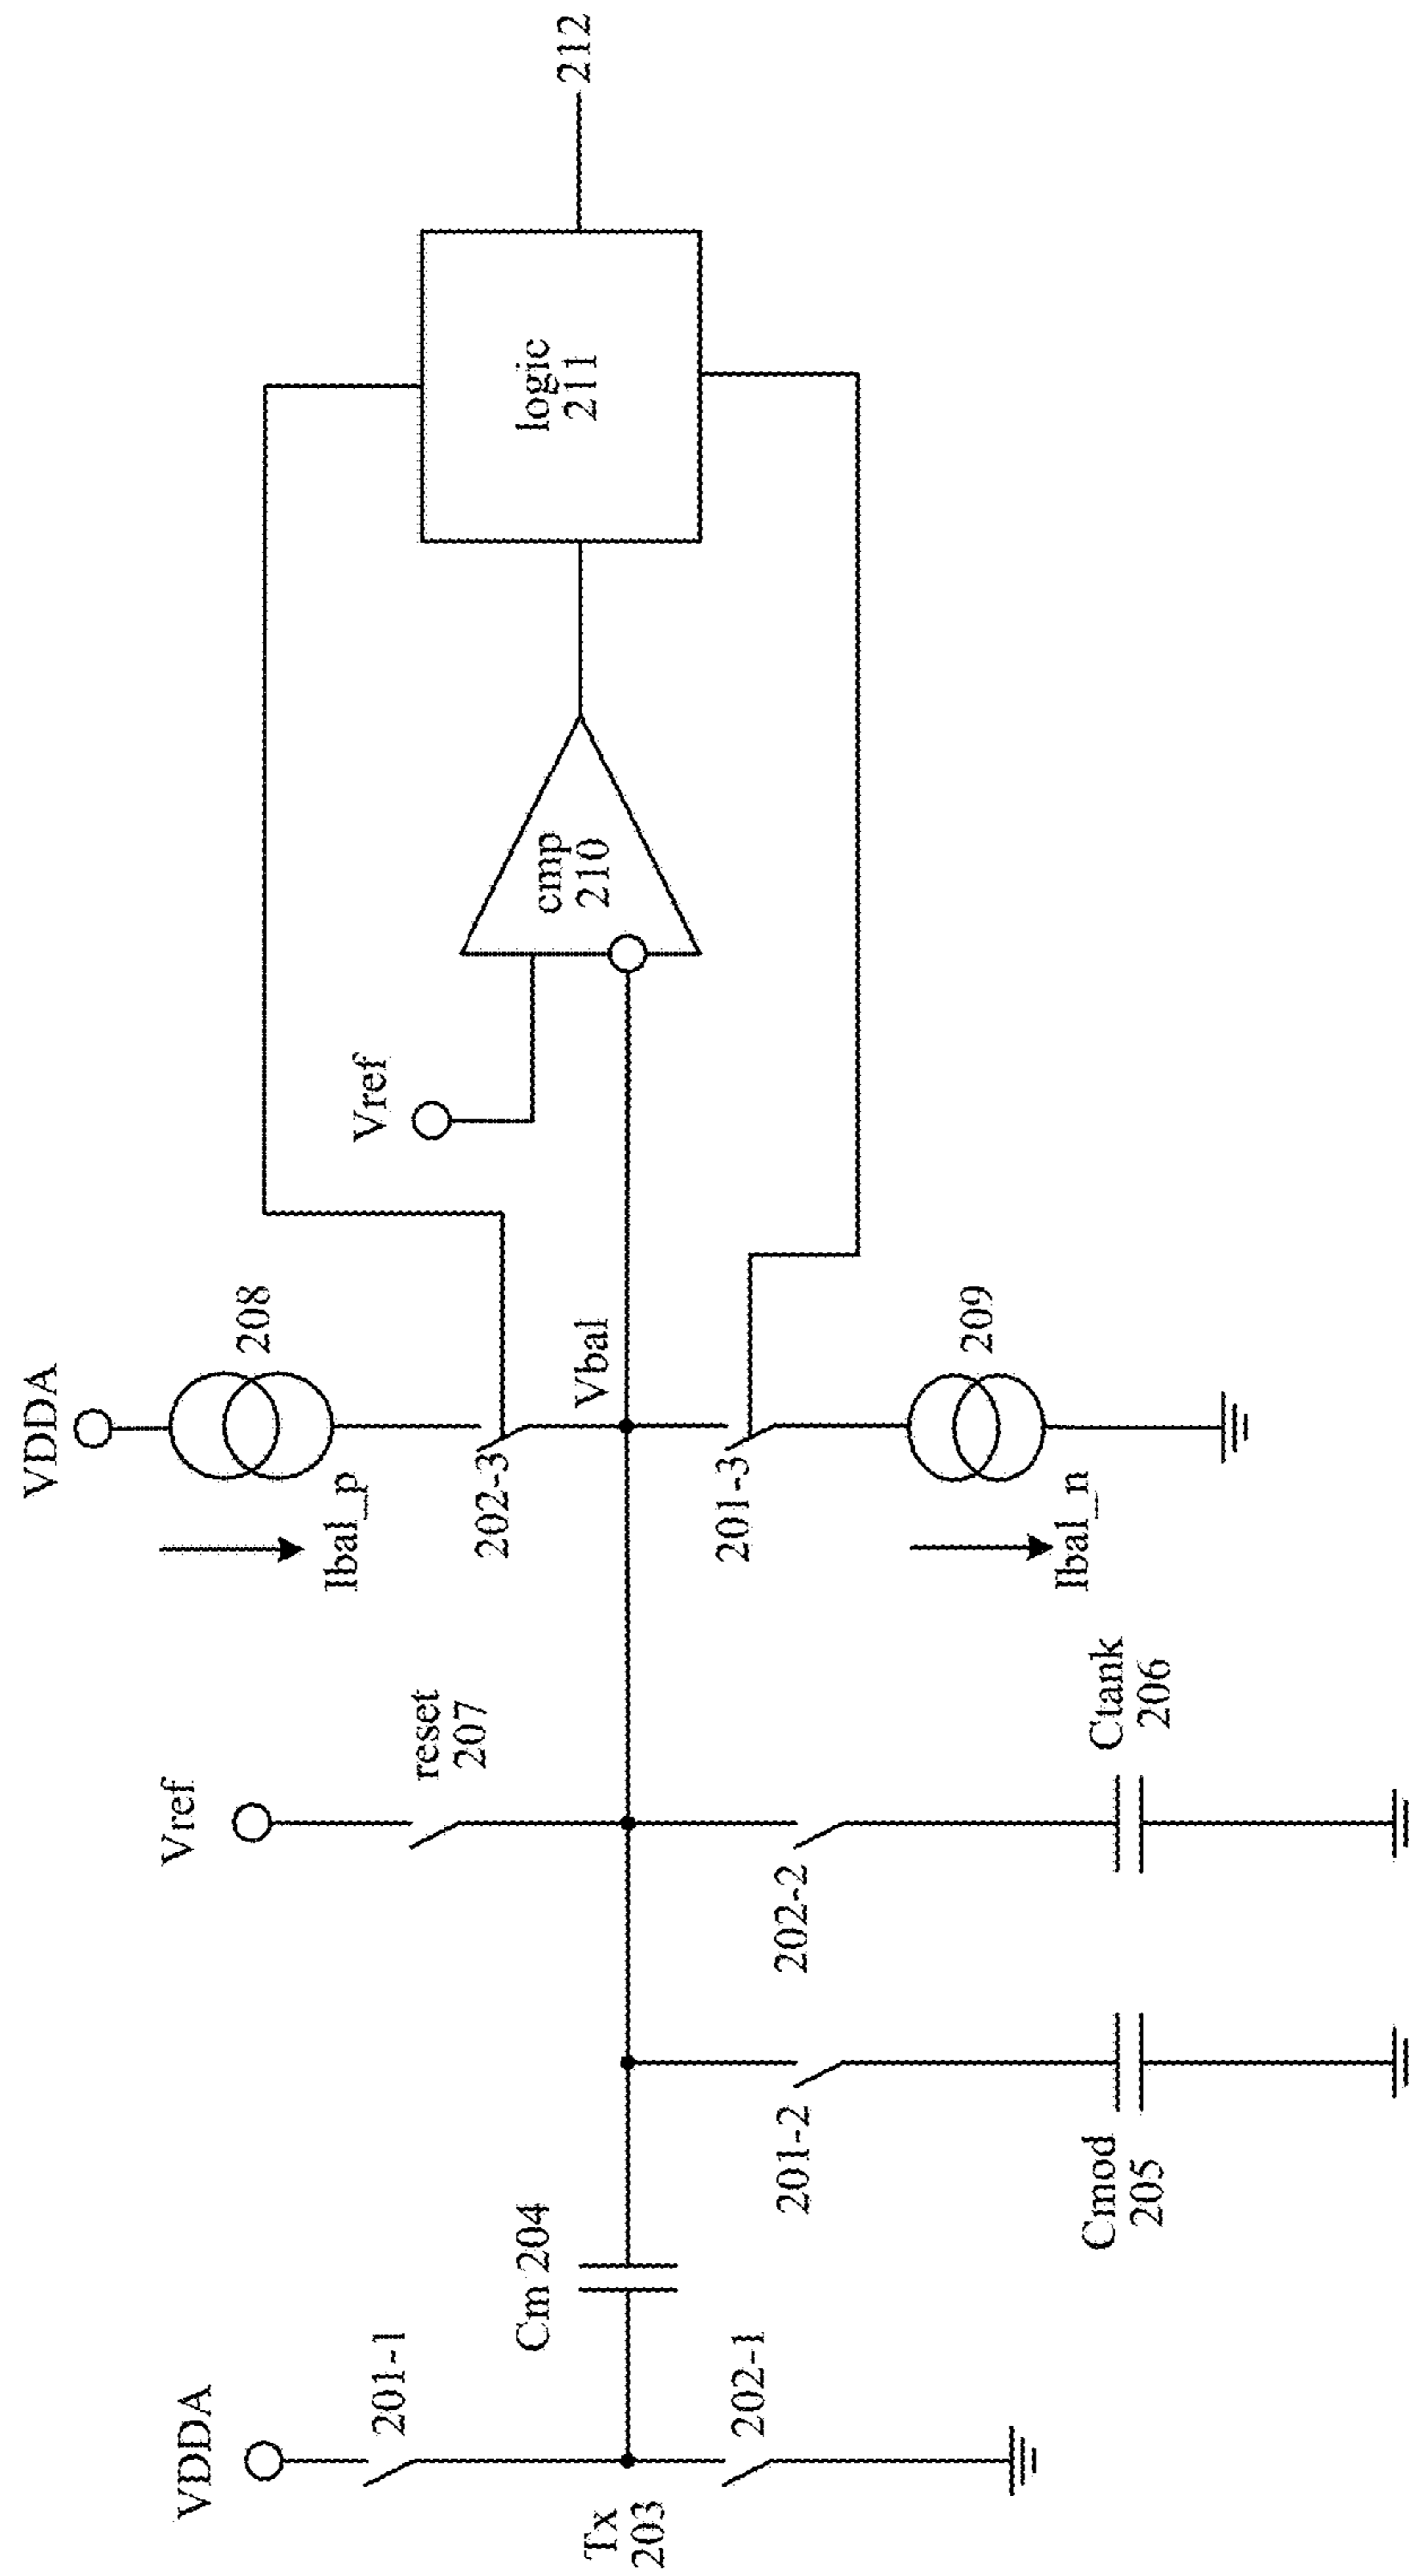 VDDA
201-1
Tx
203
202-1
Cm 204
201-2
Cmod
205
Vref
reset
207
202-2
Ctank
206
VDDA
208
Ibal_p
202-3
Vbal
201-3
209
Ibal_n
Vref
cmp
210
logic
211
212